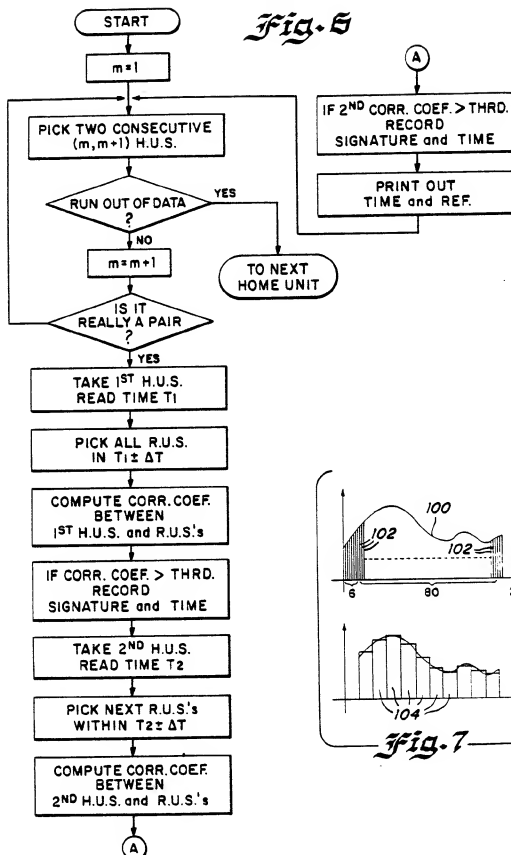 Fig. 6
START
m=1
PICK TWO CONSECUTIVE
(m, m+1) H.U.S.
RUN OUT OF DATA
?
YES
NO
TO NEXT
HOME UNIT
m=m+1
IS IT
REALLY A PAIR
?
YES
TAKE 1ST H.U.S.
READ TIME T1
PICK ALL R.U.S.
IN T1 ± ΔT
COMPUTE CORR. COEF.
BETWEEN
1ST H.U.S. and R.U.S.'s
IF CORR. COEF. > THRD.
RECORD
SIGNATURE and TIME
TAKE 2ND H.U.S.
READ TIME T2
PICK NEXT R.U.S.'s
WITHIN T2 ± ΔT
COMPUTE CORR. COEF.
BETWEEN
2ND H.U.S. and R.U.S.'s
A
A
IF 2ND CORR. COEF. > THRD.
RECORD
SIGNATURE and TIME
PRINT OUT
TIME and REF.
100
102
102
6
80
104
Fig. 7